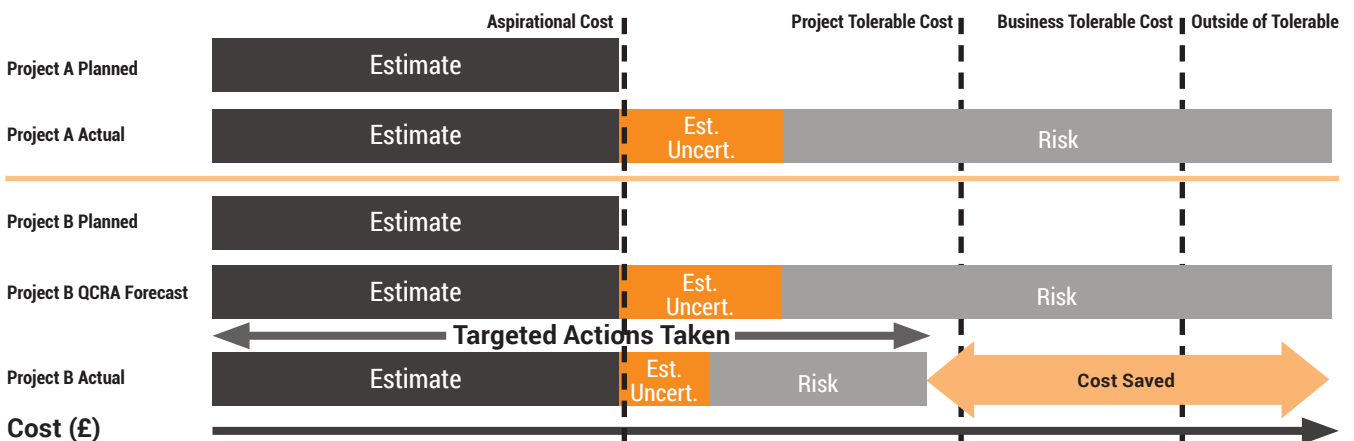 Aspirational Cost
Project Tolerable Cost
Business Tolerable Cost
Outside of Tolerable
Project A Planned
Estimate
Project A Actual
Estimate
Est.
Uncert.
Risk
Project B Planned
Estimate
Project B QCRA Forecast
Estimate
Est.
Uncert.
Risk
Targeted Actions Taken
Project B Actual
Estimate
Est.
Uncert.
Risk
Cost Saved
Cost (£)